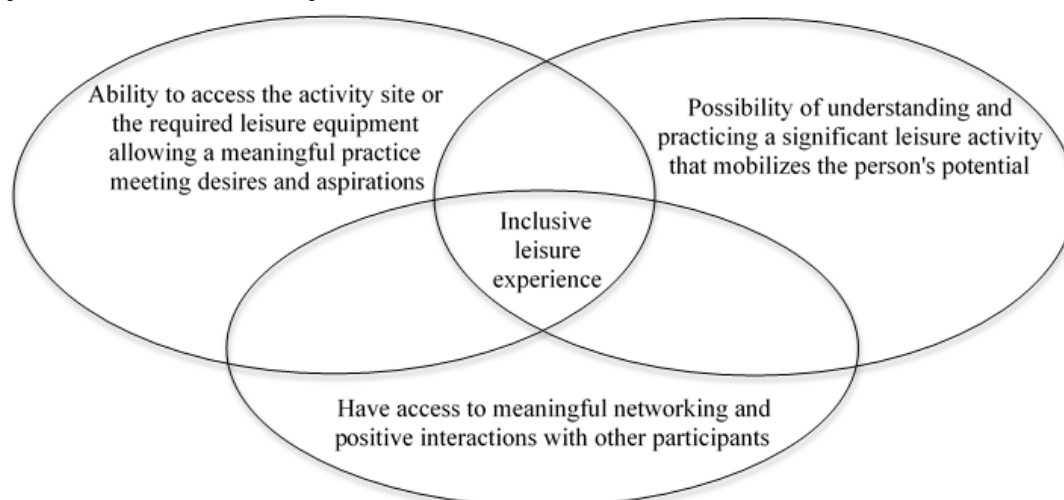 Ability to access the activity site or
the required leisure equipment
allowing a meaningful practice
meeting desires and aspirations
Possibility of understanding and
practicing a significant leisure activity
that mobilizes the person's potential
Inclusive
leisure
experience
Have access to meaningful networking and
positive interactions with other participants